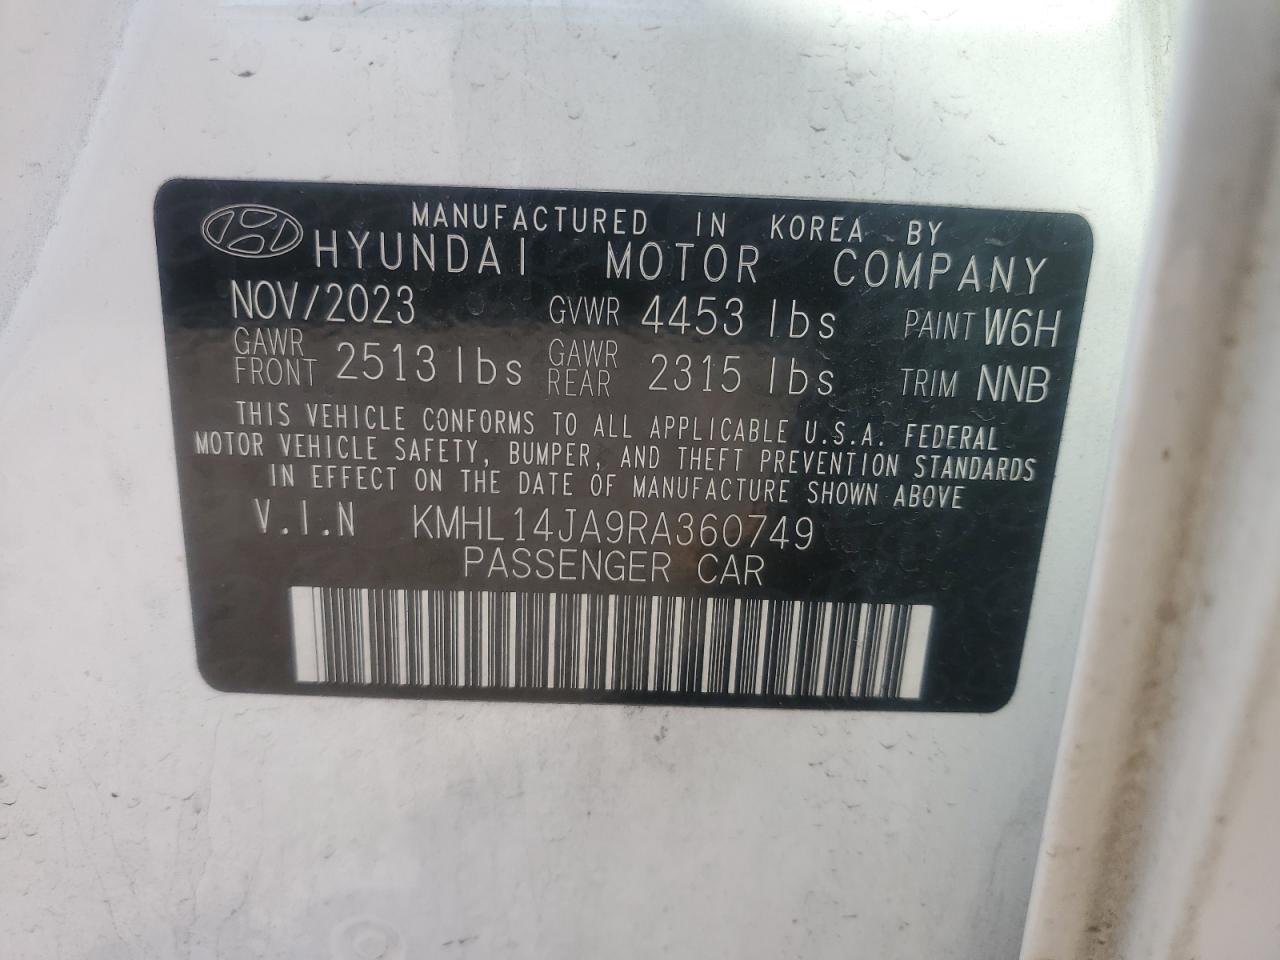 MANUFACTURED IN KOREA BY
HYUNDAI MOTOR COMPANY
NOV/2023 GVWR 4453 lbs PAINT W6H
GAWR FRONT 2513 lbs GAWR REAR 2315 lbs TRIM NNB
THIS VEHICLE CONFORMS TO ALL APPLICABLE U.S.A. FEDERAL
MOTOR VEHICLE SAFETY, BUMPER, AND THEFT PREVENTION STANDARDS
IN EFFECT ON THE DATE OF MANUFACTURE SHOWN ABOVE
V.I.N KMHL14JA9RA360749
PASSENGER CAR